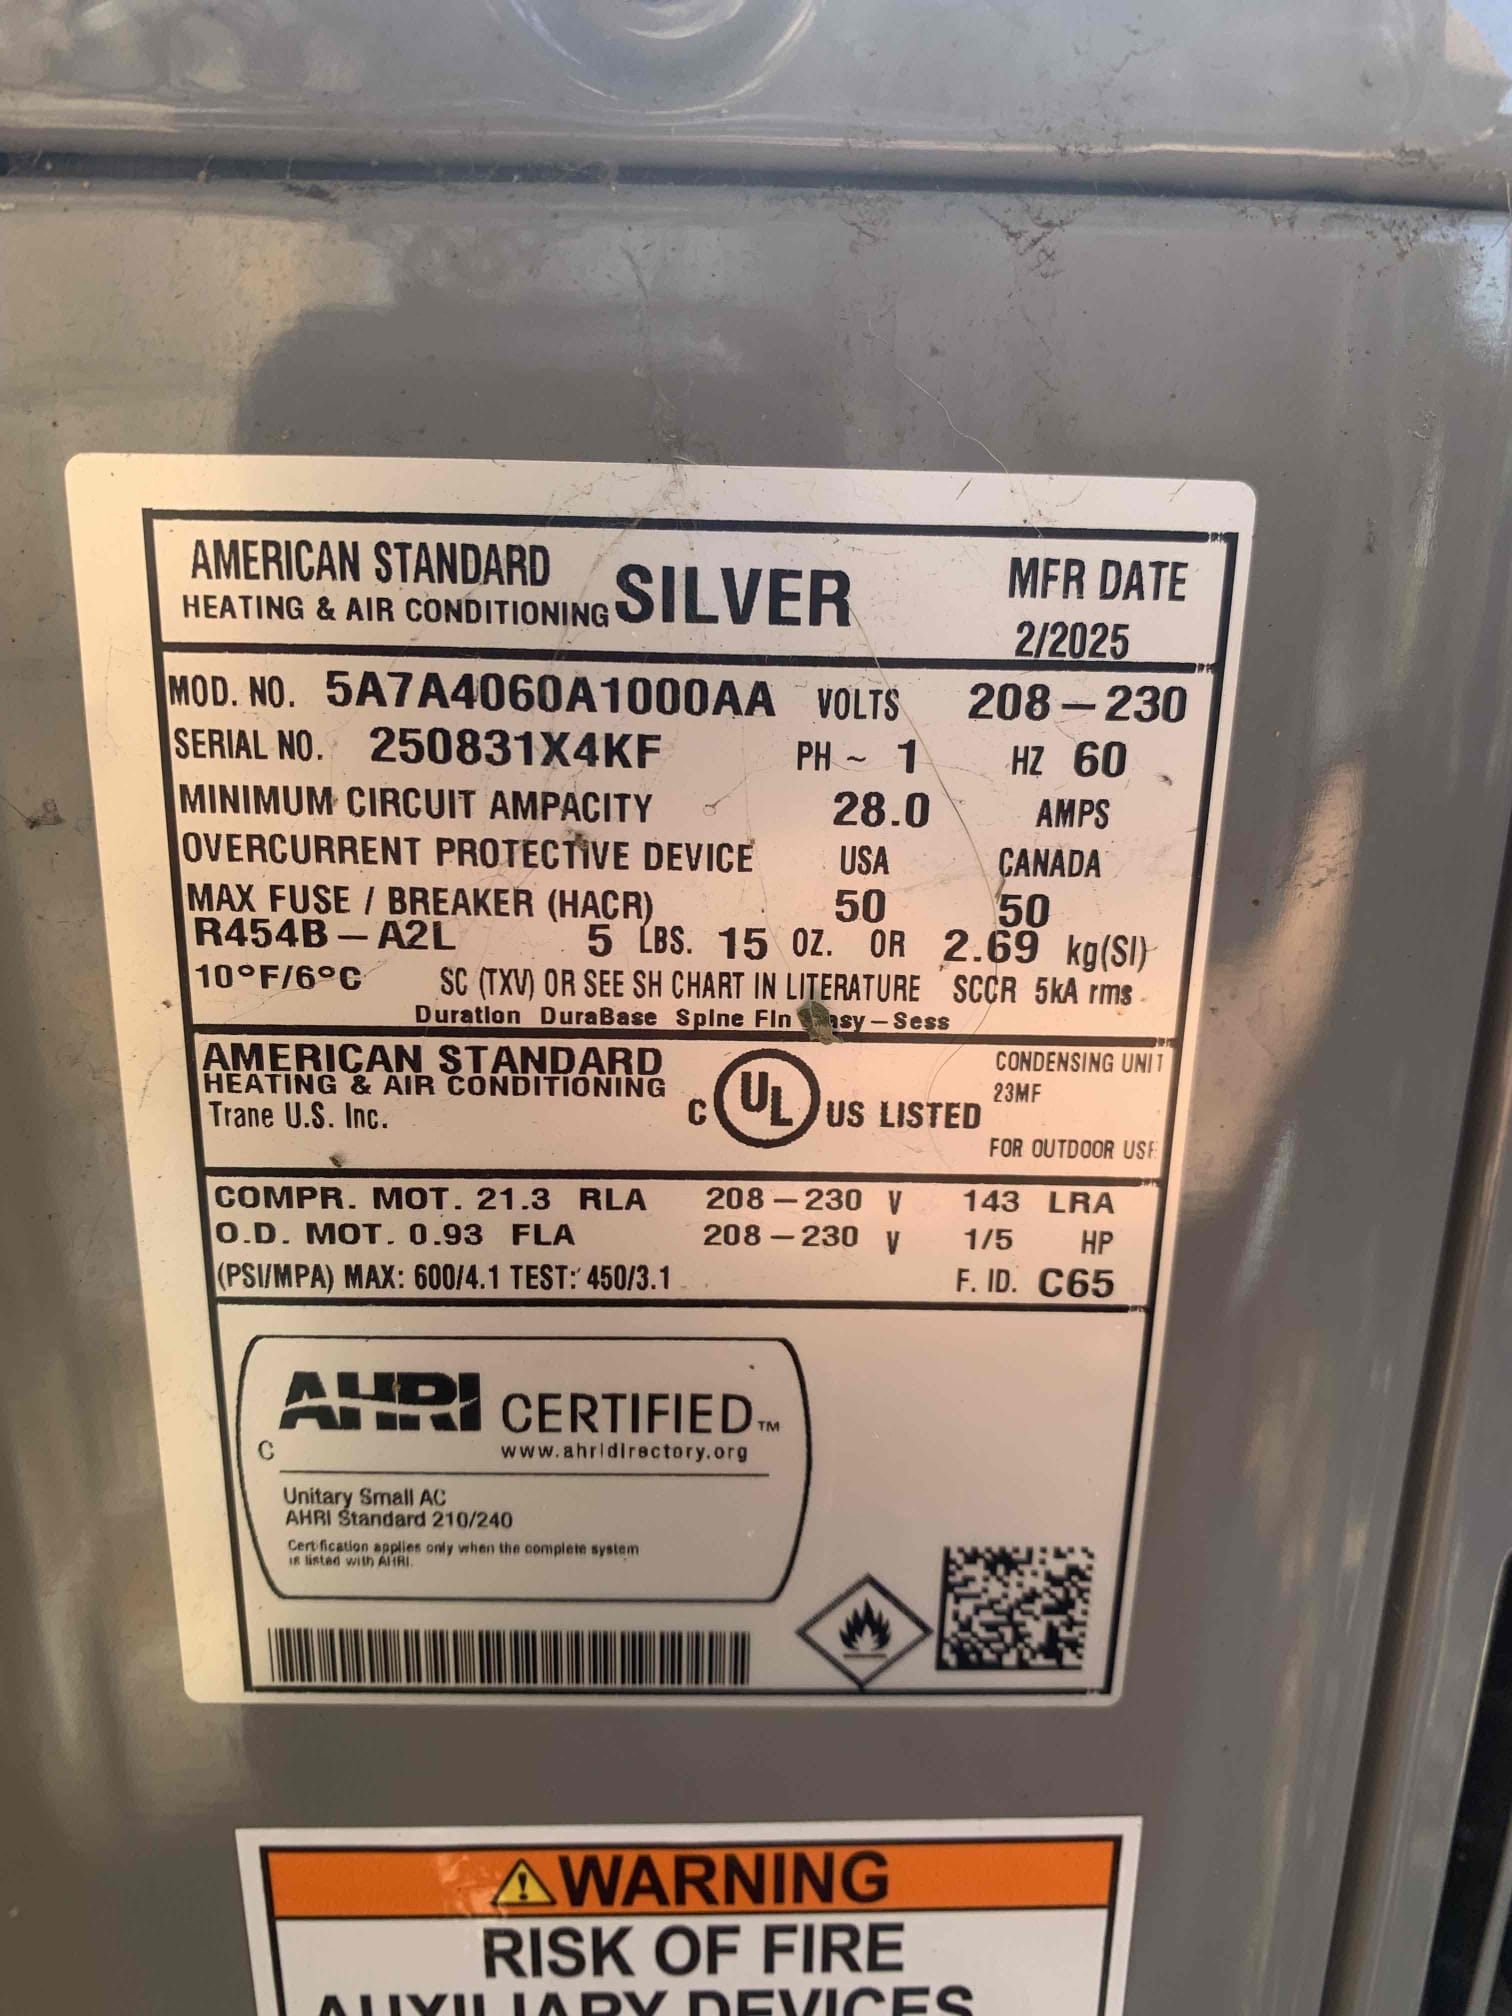 AMERICAN STANDARD
HEATING & AIR CONDITIONING SILVER MFR DATE
2/2025
MOD. NO. 5A7A4060A1000AA VOLTS 208–230
SERIAL NO. 250831X4KF PH ~ 1 HZ 60
MINIMUM CIRCUIT AMPACITY 28.0 AMPS
OVERCURRENT PROTECTIVE DEVICE USA CANADA
MAX FUSE / BREAKER (HACR) 50 50
R454B – A2L 5 LBS. 15 OZ. OR 2.69 kg(SI)
10°F/6°C SC (TXV) OR SEE SH CHART IN LITERATURE SCCR 5kA rms
Duration DuraBase Spine Fin asy–Sess
AMERICAN STANDARD
HEATING & AIR CONDITIONING
Trane U.S. Inc.
C UL US LISTED
CONDENSING UNIT
23MF
FOR OUTDOOR USE
COMPR. MOT. 21.3 RLA 208–230 V 143 LRA
O.D. MOT. 0.93 FLA 208–230 V 1/5 HP
(PSI/MPA) MAX: 600/4.1 TEST: 450/3.1 F. ID. C65
AHRI CERTIFIED™
C
www.ahridirectory.org
Unitary Small AC
AHRI Standard 210/240
Certification applies only when the complete system
is listed with AHRI.
WARNING
RISK OF FIRE
AUXILIARY DEVICES